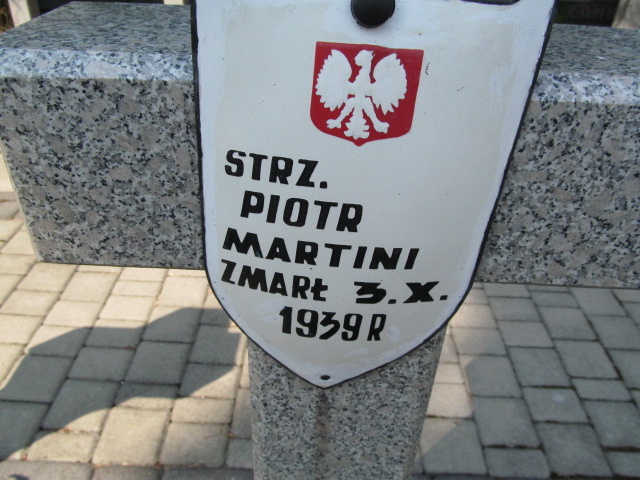 STRZ.
PIOTR
MARTINI
ZMARŁ 3.X.
1939R